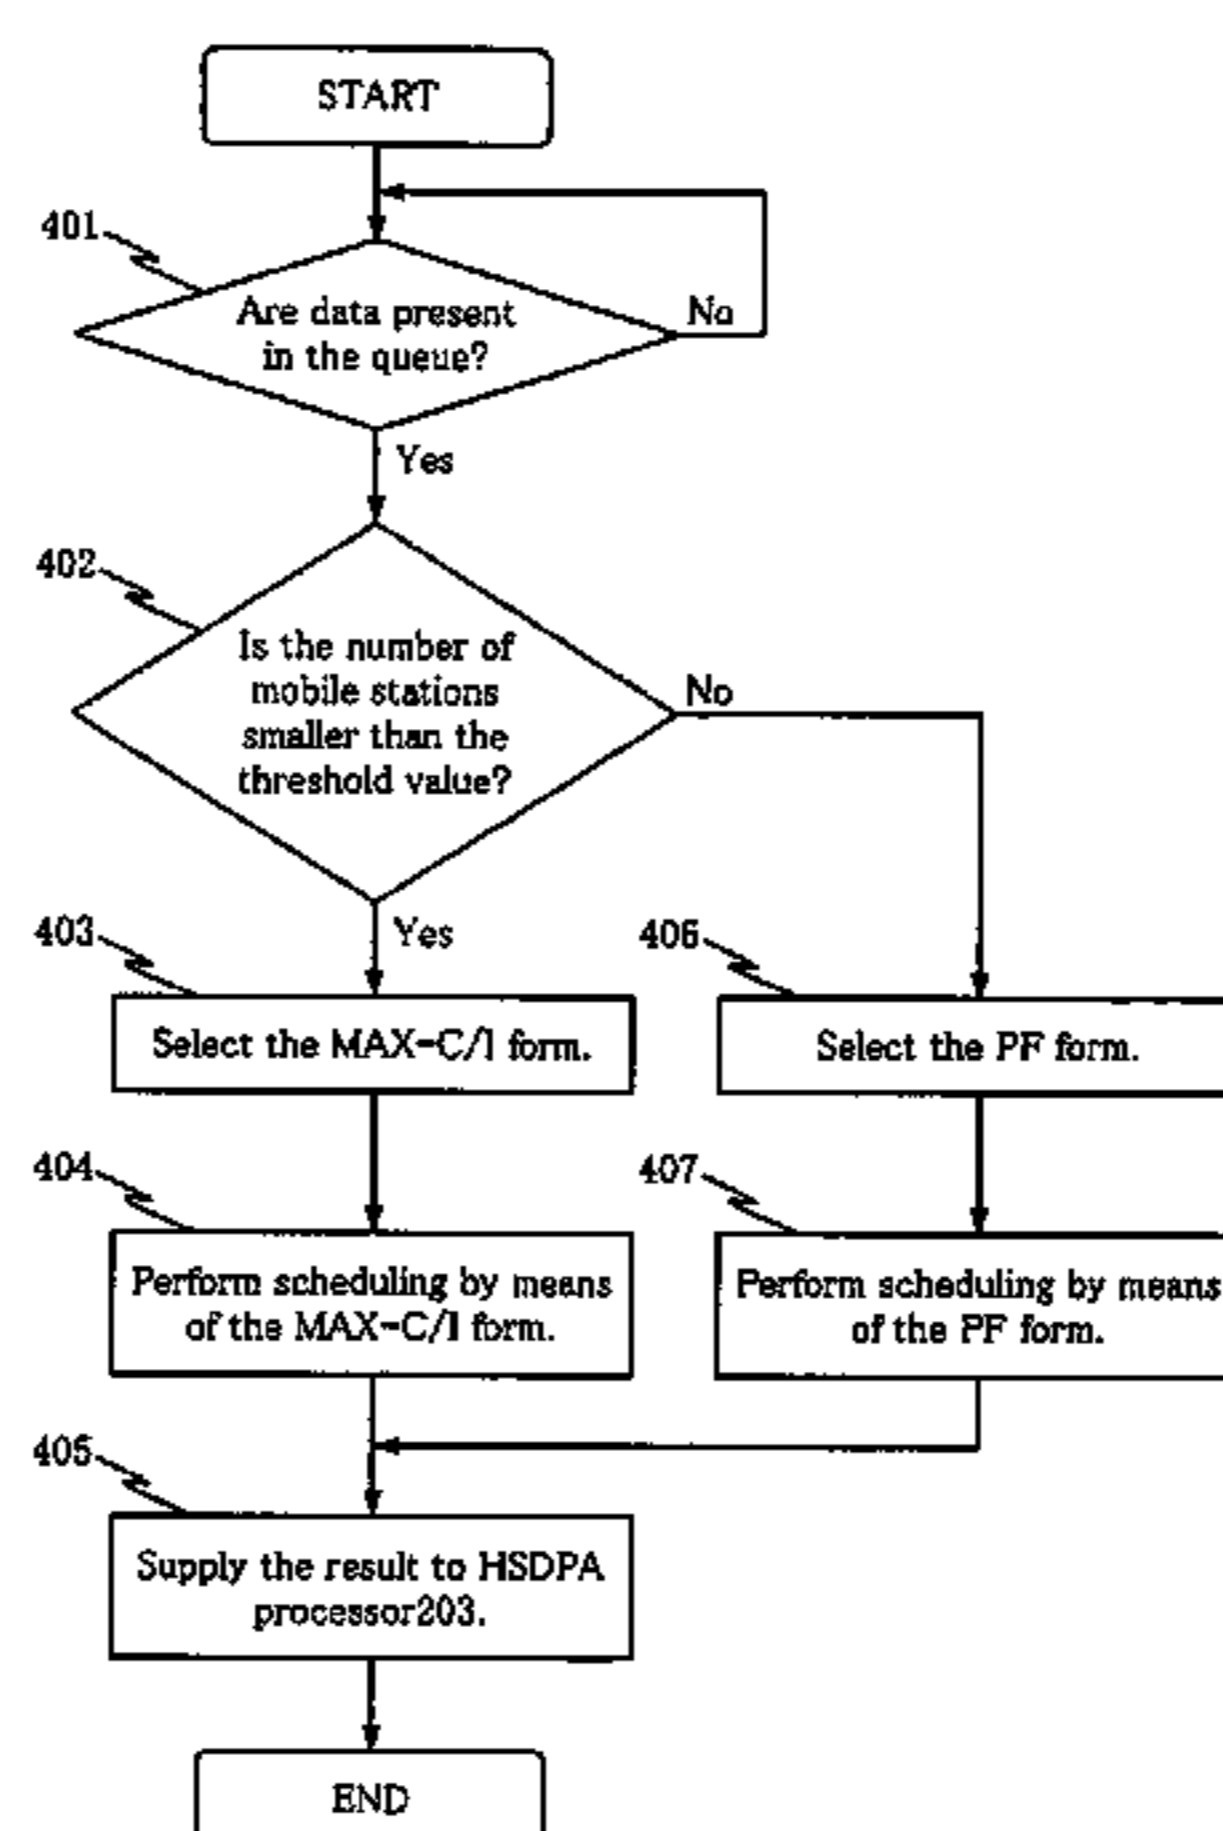 START
401
Are data present
in the queue?
No
Yes
402
Is the number of
mobile stations
smaller than the
threshold value?
No
Yes
403
Select the MAX-C/I form.
406
Select the PF form.
404
Perform scheduling by means
of the MAX-C/I form.
407
Perform scheduling by means
of the PF form.
405
Supply the result to HSDPA
processor203.
END